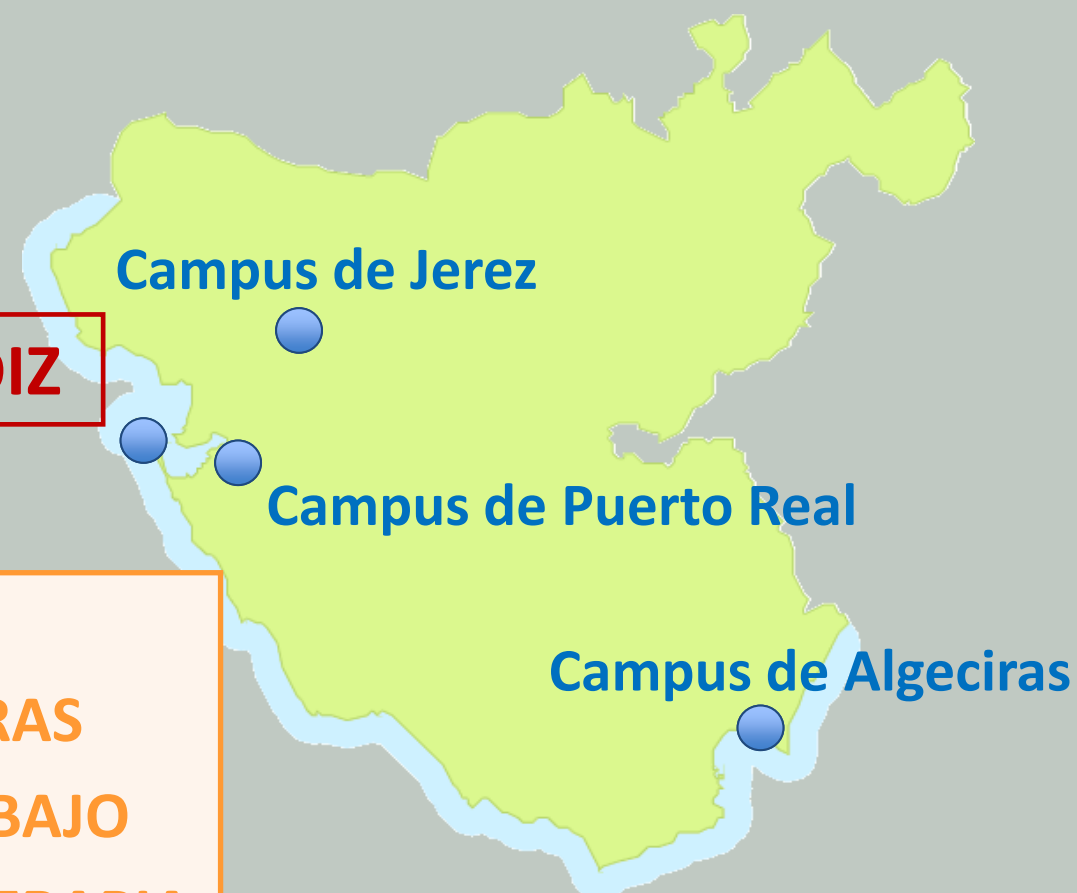 Campus de Jerez
DIZ
Campus de Puerto Real
Campus de Algeciras
RAS
BAJO